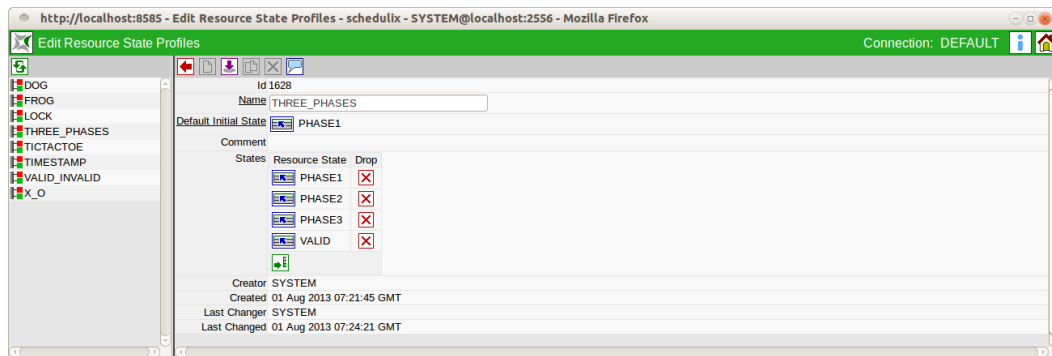 http://localhost:8585 - Edit Resource State Profiles - schedulix - SYSTEM@localhost:2556 - Mozilla Firefox
Edit Resource State Profiles Connection: DEFAULT
DOG
FROG
LOCK
THREE_PHASES
TICTACTOE
TIMESTAMP
VALID_INVALID
X_O
Id 1628
Name THREE_PHASES
Default Initial State PHASE1
Comment
States Resource State Drop
PHASE1
PHASE2
PHASE3
VALID
Creator SYSTEM
Created 01 Aug 2013 07:21:45 GMT
Last Changer SYSTEM
Last Changed 01 Aug 2013 07:24:21 GMT